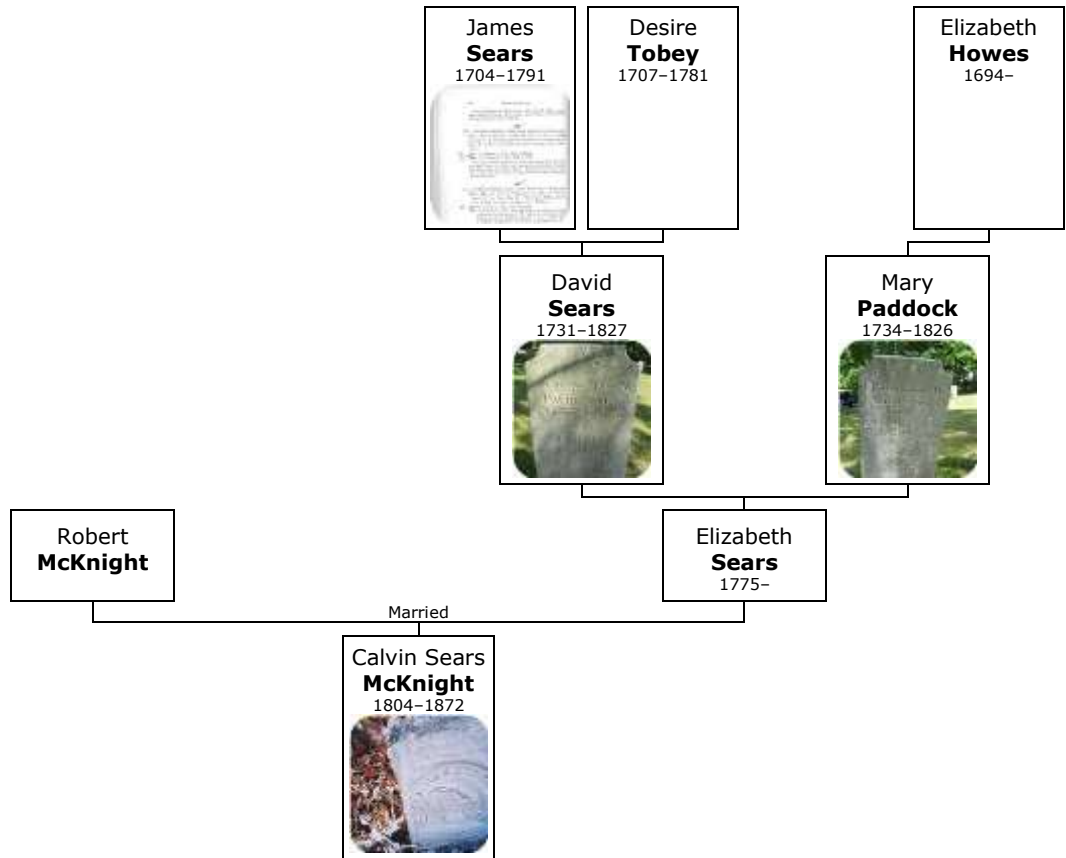 James
Sears
1704–1791
Desire
Tobey
1707–1781
Elizabeth
Howes
1694–
David
Sears
1731–1827
Mary
Paddock
1734–1826
Robert
McKnight
Elizabeth
Sears
1775–
Married
Calvin Sears
McKnight
1804–1872